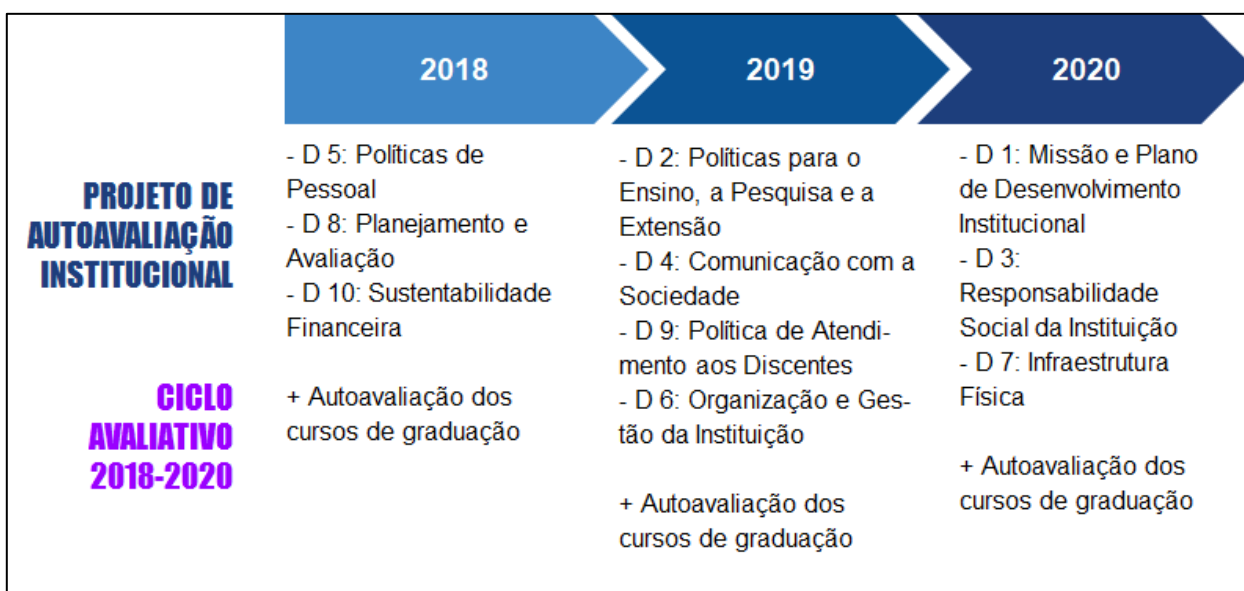 2018
2019
2020
PROJETO DE
AUTOAVALIAÇÃO
INSTITUCIONAL
CICLO
AVALIATIVO
2018-2020
- D 5: Políticas de
Pessoal
- D 8: Planejamento e
Avaliação
- D 10: Sustentabilidade
Financeira
+ Autoavaliação dos
cursos de graduação
- D 2: Políticas para o
Ensino, a Pesquisa e a
Extensão
- D 4: Comunicação com a
Sociedade
- D 9: Política de Atendi-
mento aos Discentes
- D 6: Organização e Ges-
tão da Instituição
+ Autoavaliação dos
cursos de graduação
- D 1: Missão e Plano
de Desenvolvimento
Institucional
- D 3:
Responsabilidade
Social da Instituição
- D 7: Infraestrutura
Física
+ Autoavaliação dos
cursos de graduação